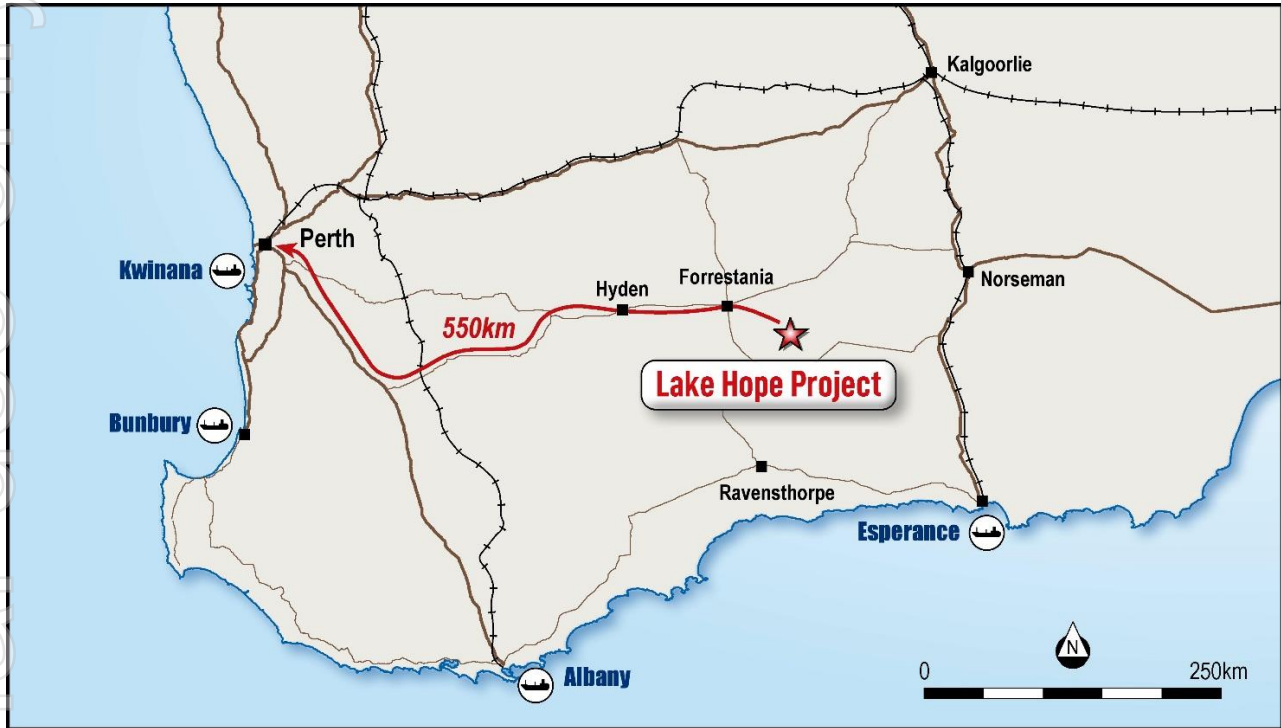 Kalgoorlie
Perth
Kwinana
Forrestania
Hyden
Norseman
550km
Lake Hope Project
Bunbury
Ravensthorpe
Esperance
Albany
N
0
250km